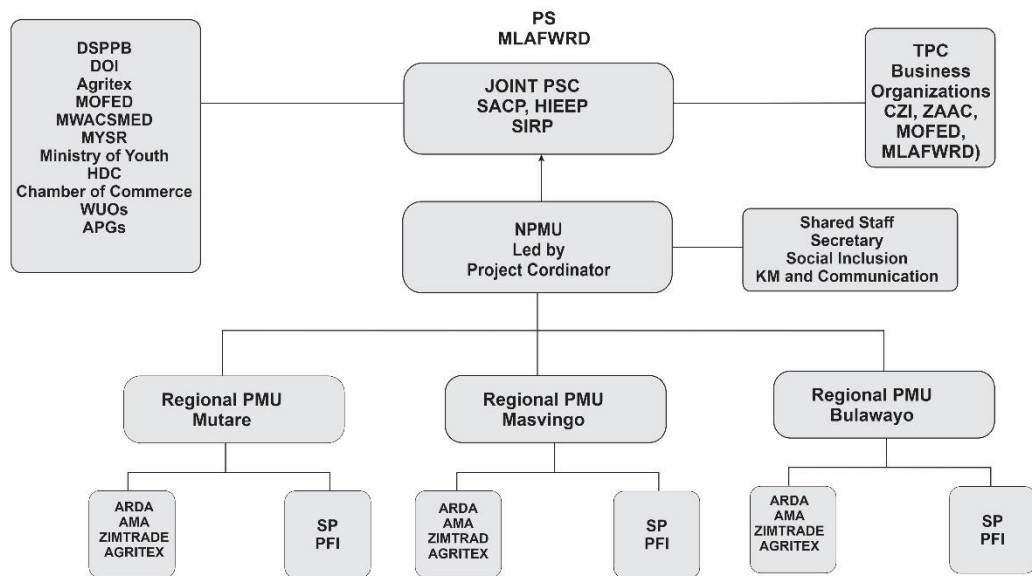 PS
MLAFWRD
DSPPB
DOI
Agritex
MOFED
MWACSMED
MYSR
Ministry of Youth
HDC
Chamber of Commerce
WUOs
APGs
JOINT PSC
SACP, HIEEP
SIRP
TPC
Business
Organizations
CZI, ZAAC,
MOFED,
MLAFWRD)
NPMU
Led by
Project Cordinator
Shared Staff
Secretary
Social Inclusion
KM and Communication
Regional PMU
Mutare
Regional PMU
Masvingo
Regional PMU
Bulawayo
ARDA
AMA
ZIMTRADE
AGRITEX
SP
PFI
ARDA
AMA
ZIMTRAD
AGRITEX
SP
PFI
ARDA
AMA
ZIMTRADE
AGRITEX
SP
PFI